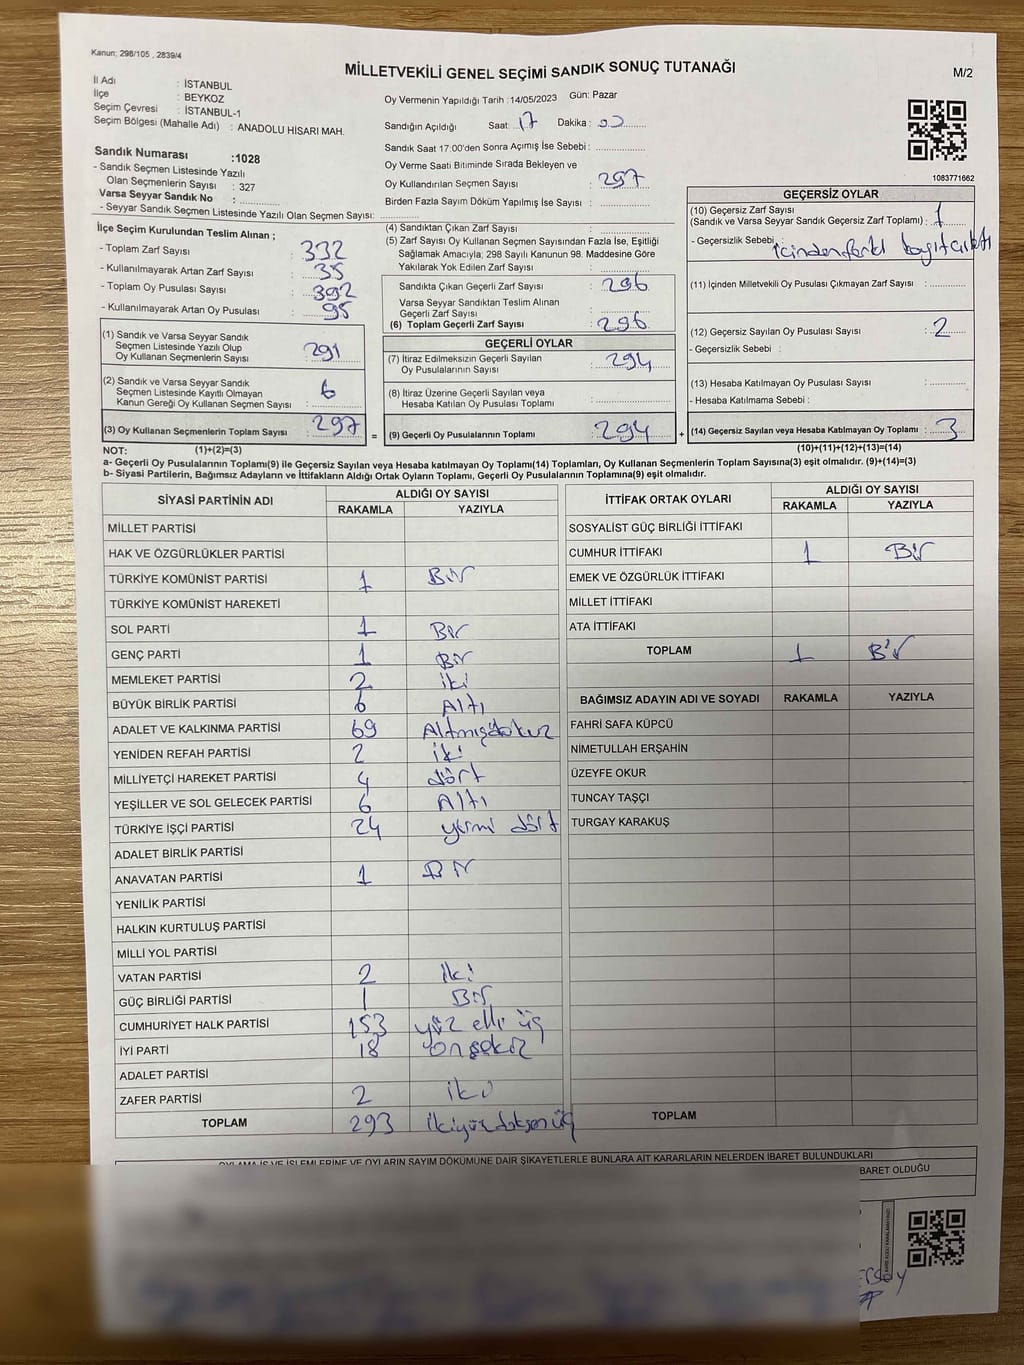 Kanun; 298/105 , 2839/4
MİLLETVEKİLİ GENEL SEÇİMİ SANDIK SONUÇ TUTANAĞI
M/2
İl Adı : İSTANBUL
İlçe : BEYKOZ
Seçim Çevresi : İSTANBUL-1
Seçim Bölgesi (Mahalle Adı) : ANADOLU HİSARI MAH.
Sandık Numarası :1028
- Sandık Seçmen Listesinde Yazılı
Olan Seçmenlerin Sayısı : 327
Varsa Seyyar Sandık No :
- Seyyar Sandık Seçmen Listesinde Yazılı Olan Seçmen Sayısı:
Oy Vermenin Yapıldığı Tarih :14/05/2023 Gün: Pazar
Sandığın Açıldığı Saat: 17 Dakika : 00
Sandık Saat 17:00'den Sonra Açımış İse Sebebi :
Oy Verme Saati Bitiminde Sırada Bekleyen ve
Oy Kullandırılan Seçmen Sayısı : 297
Birden Fazla Sayım Döküm Yapılmış İse Sayısı :
1083771662
İlçe Seçim Kurulundan Teslim Alınan ;
- Toplam Zarf Sayısı : 332
- Kullanılmayarak Artan Zarf Sayısı : 35
- Toplam Oy Pusulası Sayısı : 392
- Kullanılmayarak Artan Oy Pusulası : 95
(4) Sandıktan Çıkan Zarf Sayısı :
(5) Zarf Sayısı Oy Kullanan Seçmen Sayısından Fazla İse, Eşitliği
Sağlamak Amacıyla; 298 Sayılı Kanunun 98. Maddesine Göre
Yakılarak Yok Edilen Zarf Sayısı :
Sandıkta Çıkan Geçerli Zarf Sayısı : 296
Varsa Seyyar Sandıktan Teslim Alınan
Geçerli Zarf Sayısı :
(6) Toplam Geçerli Zarf Sayısı : 296
GEÇERSİZ OYLAR
(10) Geçersiz Zarf Sayısı
(Sandık ve Varsa Seyyar Sandık Geçersiz Zarf Toplamı) : 1
- Geçersizlik Sebebi : içinden farklı
(11) İçinden Milletvekili Oy Pusulası Çıkmayan Zarf Sayısı :
(12) Geçersiz Sayılan Oy Pusulası Sayısı : 2
- Geçersizlik Sebebi :
(13) Hesaba Katılmayan Oy Pusulası Sayısı :
- Hesaba Katılmama Sebebi :
(14) Geçersiz Sayılan veya Hesaba Katılmayan Oy Toplamı : 3
(1) Sandık ve Varsa Seyyar Sandık
Seçmen Listesinde Yazılı Olup
Oy Kullanan Seçmenlerin Sayısı : 291
(2) Sandık ve Varsa Seyyar Sandık
Seçmen Listesinde Kayıtlı Olmayan
Kanun Gereği Oy Kullanan Seçmen Sayısı : 6
(3) Oy Kullanan Seçmenlerin Toplam Sayısı : 297
GEÇERLİ OYLAR
(7) İtiraz Edilmeksizin Geçerli Sayılan
Oy Pusulalarının Sayısı : 294
(8) İtiraz Üzerine Geçerli Sayılan veya
Hesaba Katılan Oy Pusulası Toplamı :
= (9) Geçerli Oy Pusulalarının Toplamı : 294 +
NOT: (1)+(2)=(3)
(10)+(11)+(12)+(13)=(14)
a- Geçerli Oy Pusulalarının Toplamı(9) ile Geçersiz Sayılan veya Hesaba katılmayan Oy Toplamı(14) Toplamları, Oy Kullanan Seçmenlerin Toplam Sayısına(3) eşit olmalıdır. (9)+(14)=(3)
b- Siyasi Partilerin, Bağımsız Adayların ve İttifakların Aldığı Ortak Oyların Toplamı, Geçerli Oy Pusulalarının Toplamına(9) eşit olmalıdır.
SİYASİ PARTİNİN ADI ALDIĞI OY SAYISI
RAKAMLA YAZIYLA
MİLLET PARTİSİ
HAK VE ÖZGÜRLÜKLER PARTİSİ
TÜRKİYE KOMÜNİST PARTİSİ 1 Bir
TÜRKİYE KOMÜNİST HAREKETİ
SOL PARTİ 1 Bir
GENÇ PARTİ 1 Bir
MEMLEKET PARTİSİ 2 iki
BÜYÜK BİRLİK PARTİSİ 6 Altı
ADALET VE KALKINMA PARTİSİ 69 Altmışdokuz
YENİDEN REFAH PARTİSİ 2 iki
MİLLİYETÇİ HAREKET PARTİSİ 4 dört
YEŞİLLER VE SOL GELECEK PARTİSİ 6 Altı
TÜRKİYE İŞÇİ PARTİSİ 24 yirmi dört
ADALET BİRLİK PARTİSİ
ANAVATAN PARTİSİ 1 Bir
YENİLİK PARTİSİ
HALKIN KURTULUŞ PARTİSİ
MİLLİ YOL PARTİSİ
VATAN PARTİSİ 2 iki
GÜÇ BİRLİĞİ PARTİSİ 1 Bir
CUMHURİYET HALK PARTİSİ 153 yüz elli üç
İYİ PARTİ 18 onsekiz
ADALET PARTİSİ
ZAFER PARTİSİ 2 iki
TOPLAM 293 ikiyüzdoksanüç
İTTİFAK ORTAK OYLARI ALDIĞI OY SAYISI
RAKAMLA YAZIYLA
SOSYALİST GÜÇ BİRLİĞİ İTTİFAKI
CUMHUR İTTİFAKI 1 Bir
EMEK VE ÖZGÜRLÜK İTTİFAKI
MİLLET İTTİFAKI
ATA İTTİFAKI
TOPLAM 1 Bir
BAĞIMSIZ ADAYIN ADI VE SOYADI RAKAMLA YAZIYLA
FAHRİ SAFA KÜPCÜ
NİMETULLAH ERŞAHİN
ÜZEYFE OKUR
TUNCAY TAŞÇI
TURGAY KARAKUŞ
TOPLAM
OYLAMA İŞ VE İŞLEMLERİNE VE OYLARIN SAYIM DÖKÜMÜNE DAİR ŞİKAYETLERLE BUNLARA AİT KARARLARIN NELERDEN İBARET BULUNDUKLARI
BARET OLDUĞU